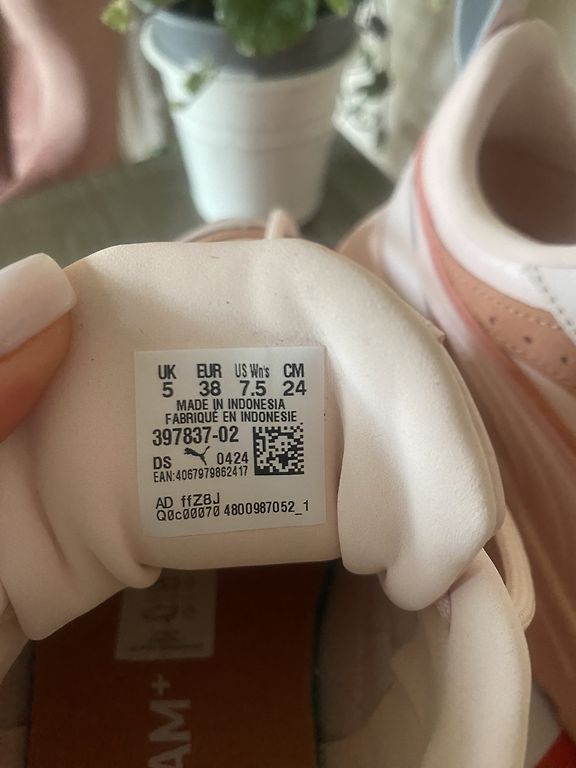 UK EUR US Wn's CM
5 38 7.5 24
MADE IN INDONESIA
FABRIQUÉ EN INDONESIE
397837-02
DS 0424
EAN:4067979862417
AD ffZ8J
Q0c00070 4800987052_1
AM+